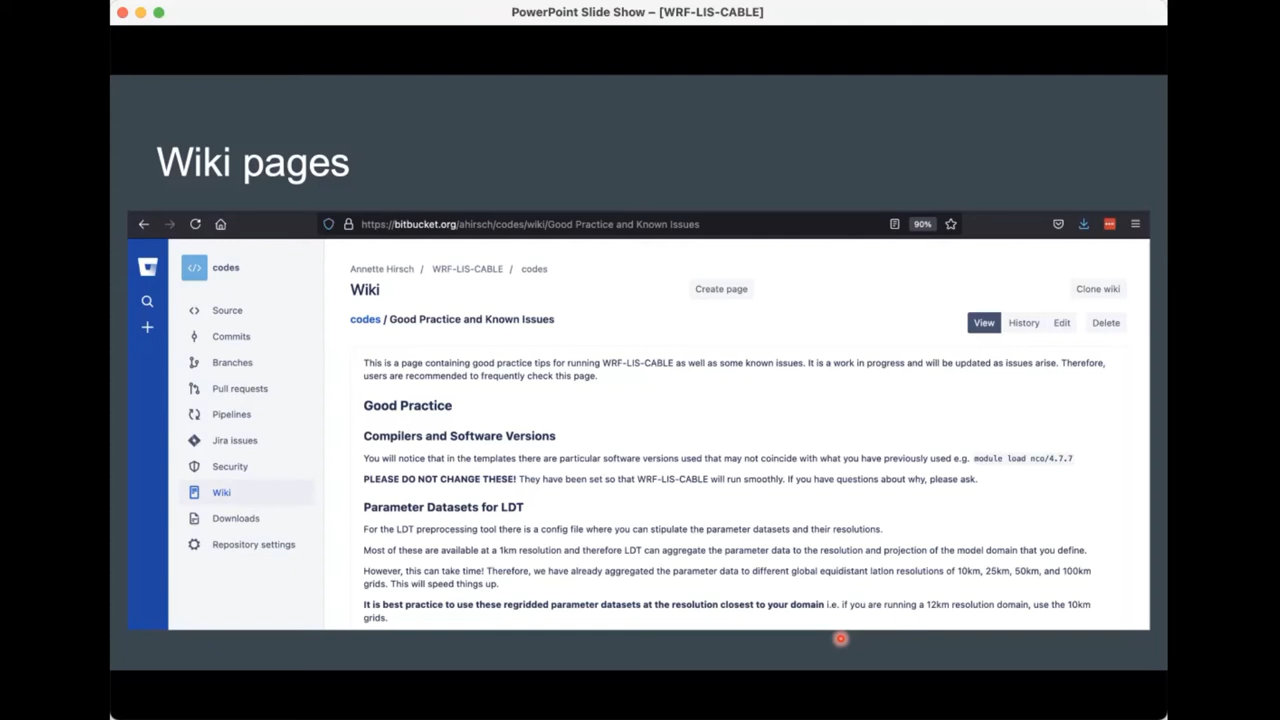 PowerPoint Slide Show – [WRF-LIS-CABLE]
Wiki pages
https://bitbucket.org/ahirsch/codes/wiki/Good Practice and Known Issues
90%
codes
Source
Commits
Branches
Pull requests
Pipelines
Jira issues
Security
Wiki
Downloads
Repository settings
Annette Hirsch / WRF-LIS-CABLE / codes
Wiki
Create page
Clone wiki
codes / Good Practice and Known Issues
View History Edit Delete
This is a page containing good practice tips for running WRF-LIS-CABLE as well as some known issues. It is a work in progress and will be updated as issues arise. Therefore,
users are recommended to frequently check this page.
Good Practice
Compilers and Software Versions
You will notice that in the templates there are particular software versions used that may not coincide with what you have previously used e.g. module load nco/4.7.7
PLEASE DO NOT CHANGE THESE! They have been set so that WRF-LIS-CABLE will run smoothly. If you have questions about why, please ask.
Parameter Datasets for LDT
For the LDT preprocessing tool there is a config file where you can stipulate the parameter datasets and their resolutions.
Most of these are available at a 1km resolution and therefore LDT can aggregate the parameter data to the resolution and projection of the model domain that you define.
However, this can take time! Therefore, we have already aggregated the parameter data to different global equidistant latlon resolutions of 10km, 25km, 50km, and 100km
grids. This will speed things up.
It is best practice to use these regridded parameter datasets at the resolution closest to your domain i.e. if you are running a 12km resolution domain, use the 10km
grids.